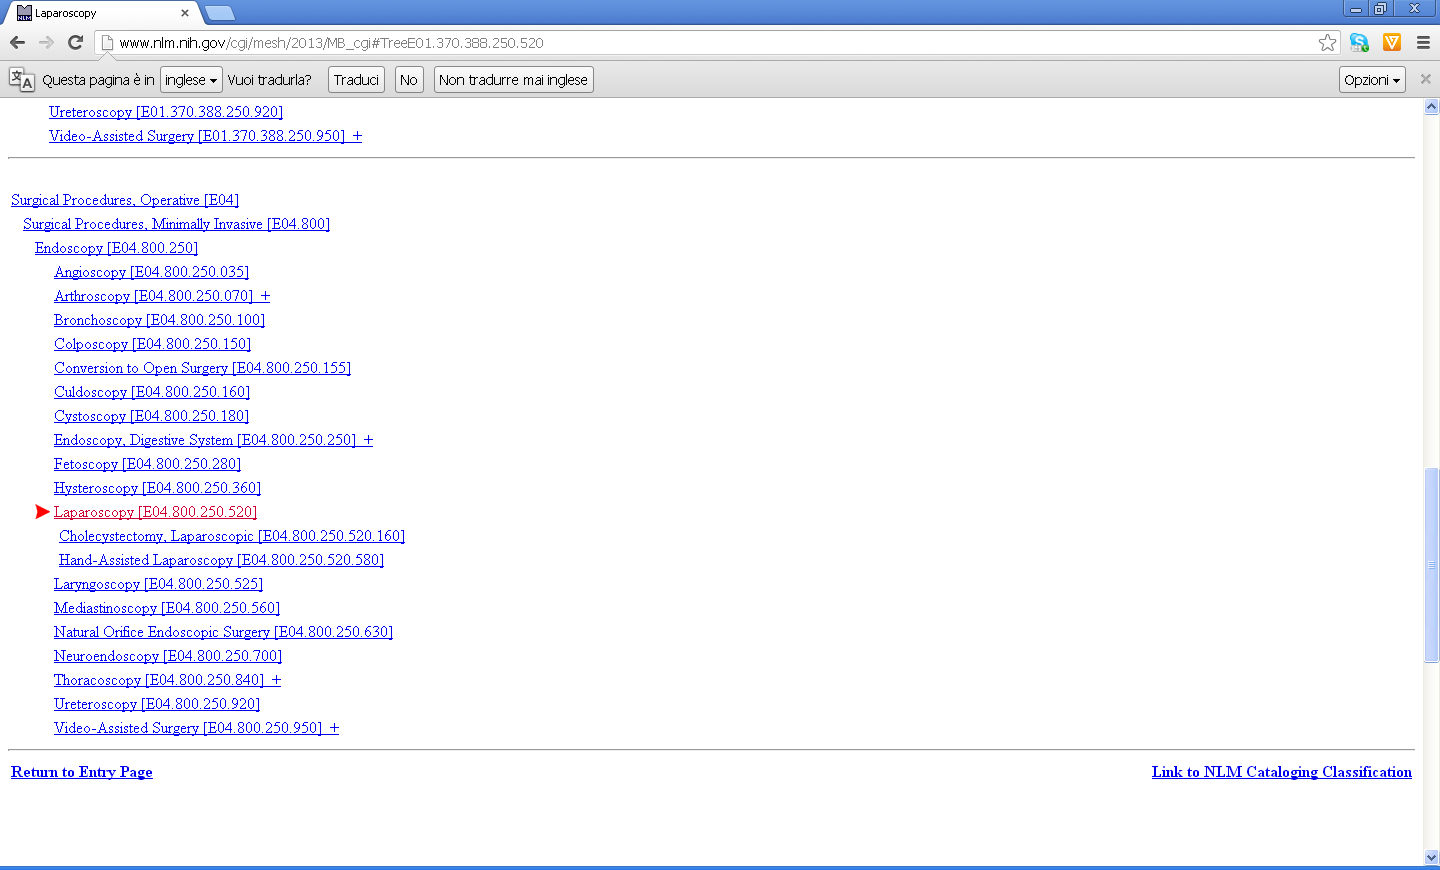 Laparoscopy
www.nlm.nih.gov/cgi/mesh/2013/MB_cgi#TreeE01.370.388.250.520
Questa pagina è in inglese Vuoi tradurla? Traduci No Non tradurre mai inglese Opzioni
Ureteroscopy [E01.370.388.250.920]
Video-Assisted Surgery [E01.370.388.250.950] +
Surgical Procedures, Operative [E04]
Surgical Procedures, Minimally Invasive [E04.800]
Endoscopy [E04.800.250]
Angioscopy [E04.800.250.035]
Arthroscopy [E04.800.250.070] +
Bronchoscopy [E04.800.250.100]
Colposcopy [E04.800.250.150]
Conversion to Open Surgery [E04.800.250.155]
Culdoscopy [E04.800.250.160]
Cystoscopy [E04.800.250.180]
Endoscopy, Digestive System [E04.800.250.250] +
Fetoscopy [E04.800.250.280]
Hysteroscopy [E04.800.250.360]
Laparoscopy [E04.800.250.520]
Cholecystectomy, Laparoscopic [E04.800.250.520.160]
Hand-Assisted Laparoscopy [E04.800.250.520.580]
Laryngoscopy [E04.800.250.525]
Mediastinoscopy [E04.800.250.560]
Natural Orifice Endoscopic Surgery [E04.800.250.630]
Neuroendoscopy [E04.800.250.700]
Thoracoscopy [E04.800.250.840] +
Ureteroscopy [E04.800.250.920]
Video-Assisted Surgery [E04.800.250.950] +
Return to Entry Page Link to NLM Cataloging Classification